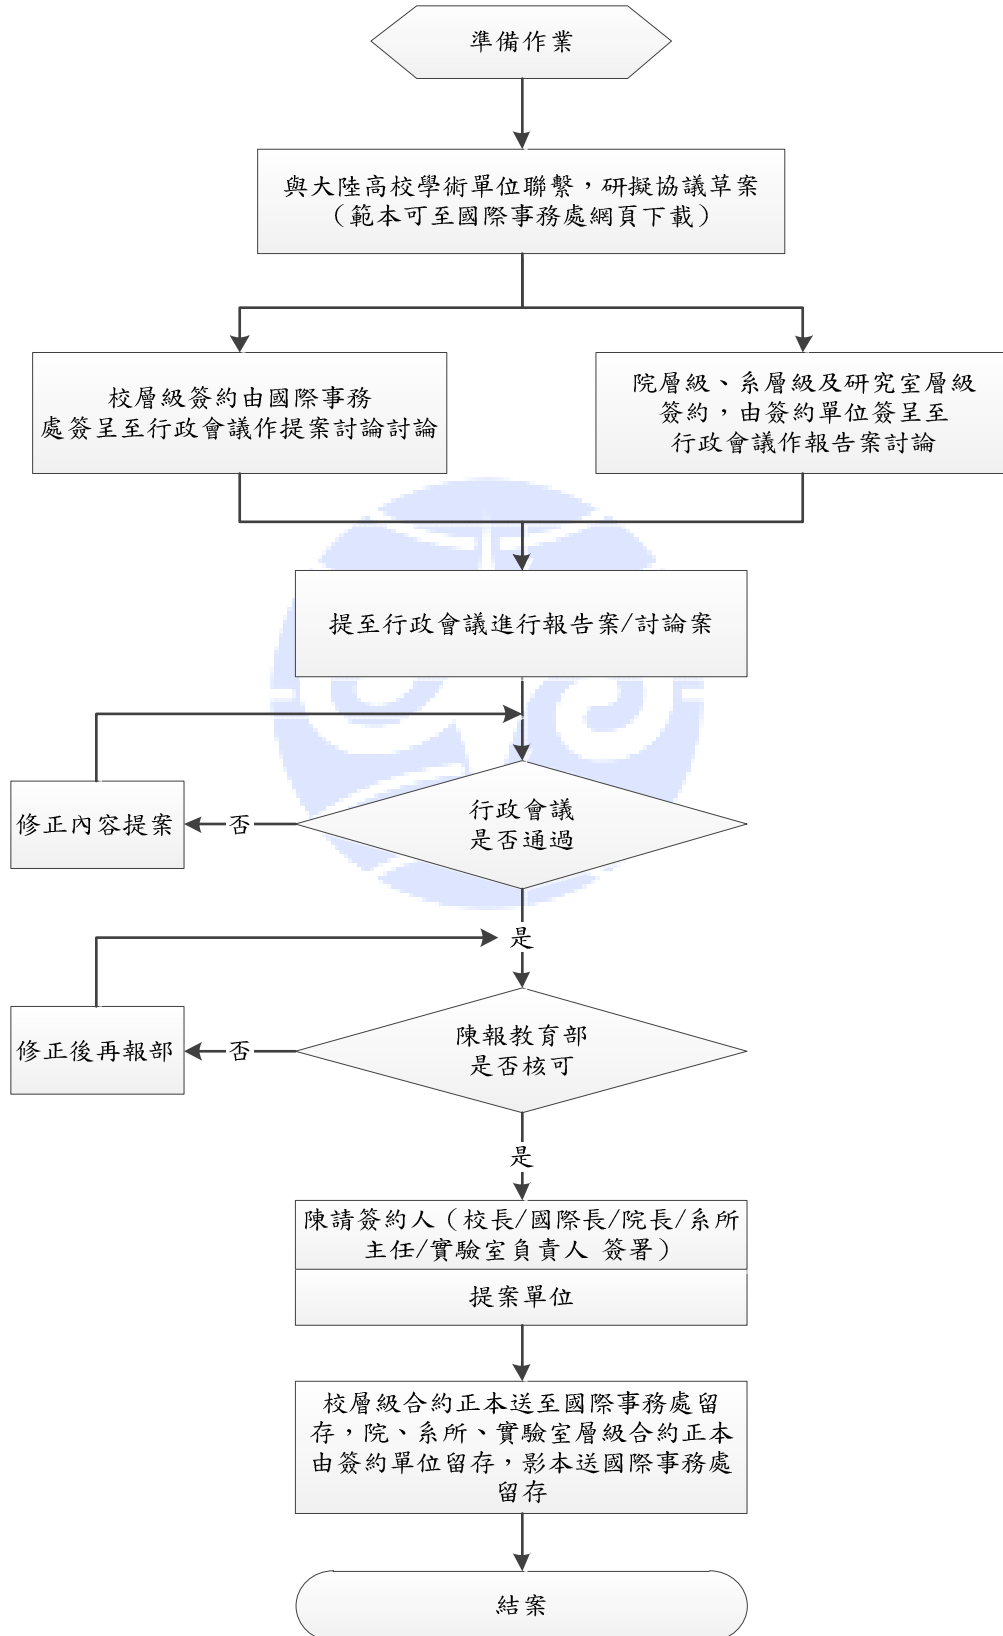 準備作業
與大陸高校學術單位聯繫，研擬協議草案
（範本可至國際事務處網頁下載）
校層級簽約由國際事務
處簽呈至行政會議作提案討論討論
院層級、系層級及研究室層級
簽約，由簽約單位簽呈至
行政會議作報告案討論
提至行政會議進行報告案/討論案
行政會議
是否通過
否
修正內容提案
是
陳報教育部
是否核可
否
修正後再報部
是
陳請簽約人（校長/國際長/院長/系所
主任/實驗室負責人 簽署）
提案單位
校層級合約正本送至國際事務處留
存，院、系所、實驗室層級合約正本
由簽約單位留存，影本送國際事務處
留存
結案